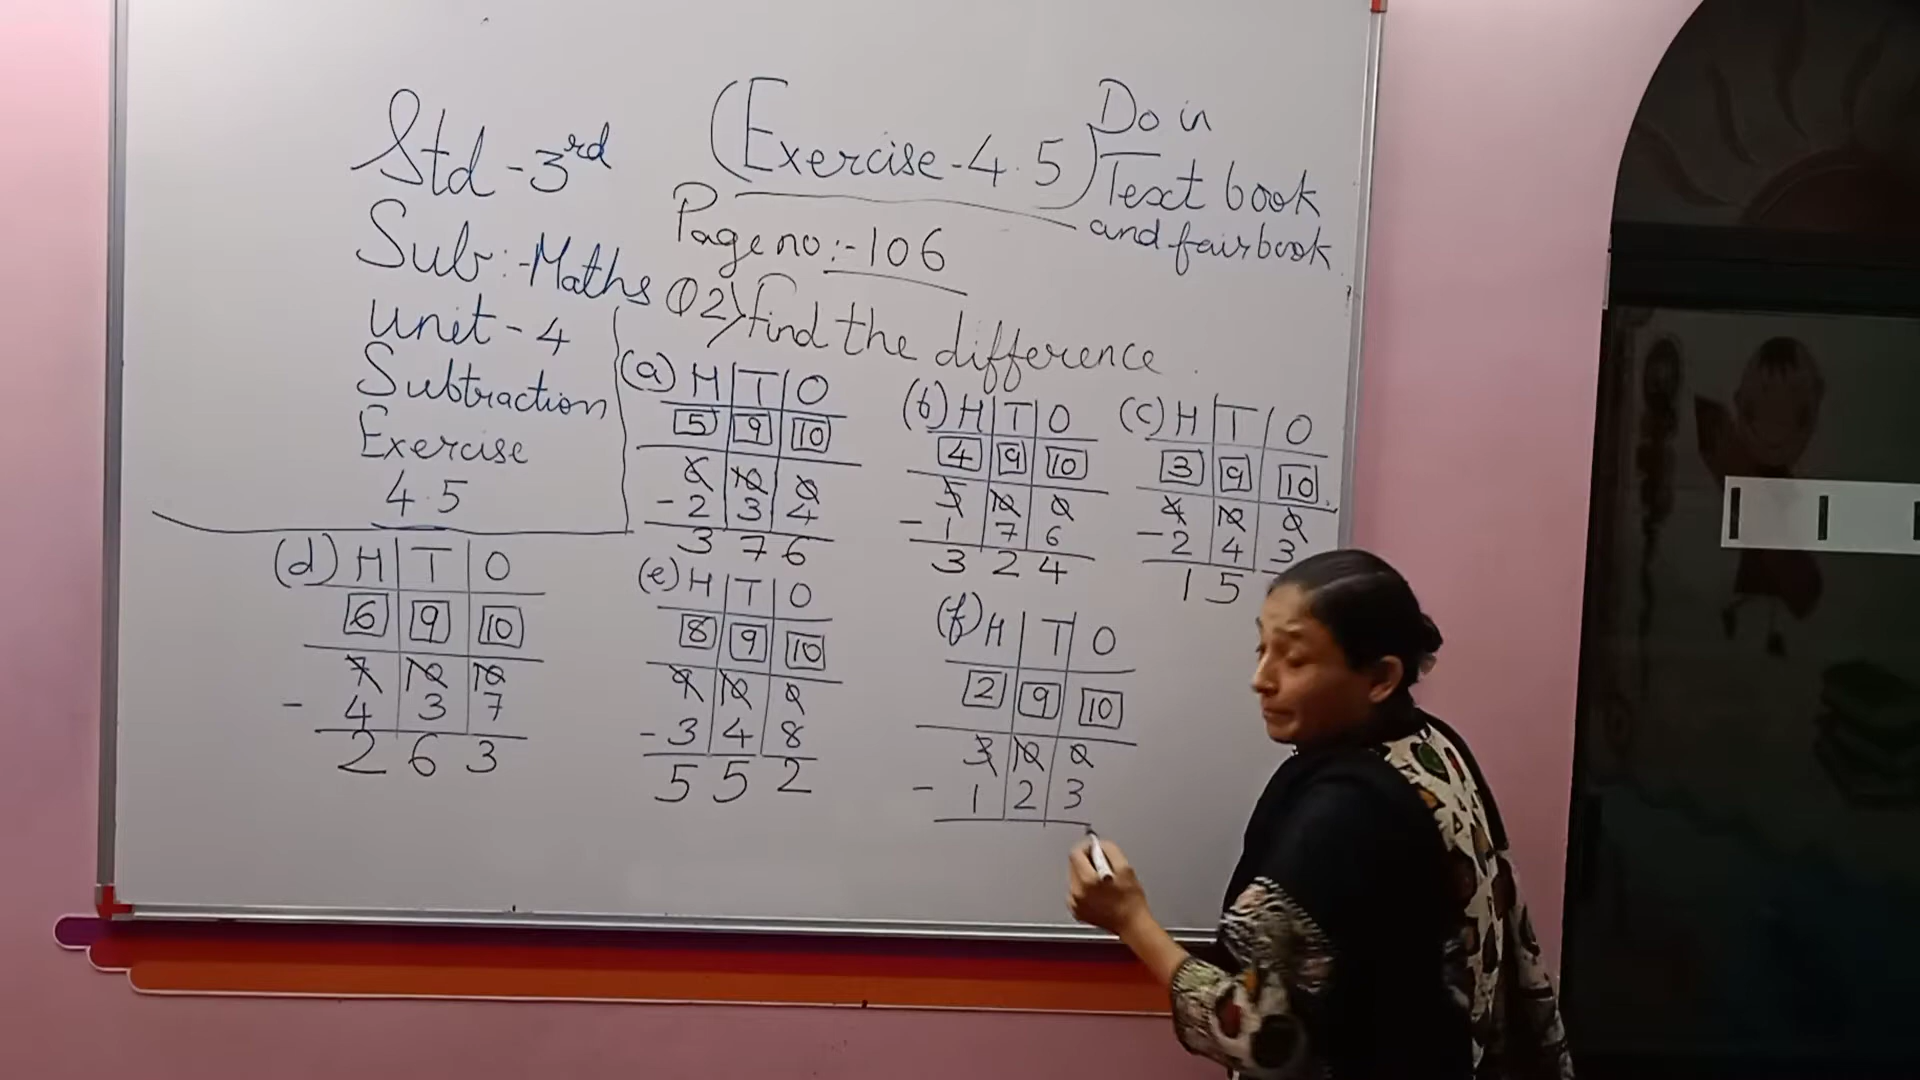 Std - 3rd
Sub :- Maths
Unit - 4
Subtraction
Exercise
4.5
(Exercise - 4.5)
Do in
Text book
and fair book
Page no :- 106
Q2) Find the difference.
(a) H T O
5 9 10
6 10 0
- 2 3 4
3 7 6
(b) H T O
4 9 10
5 10 0
- 1 7 6
3 2 4
(c) H T O
3 9 10
4 10 0
- 2 4 3
1 5
(d) H T O
6 9 10
7 10 10
- 4 3 7
2 6 3
(e) H T O
8 9 10
9 10 0
- 3 4 8
5 5 2
(f) H T O
2 9 10
3 10 0
- 1 2 3